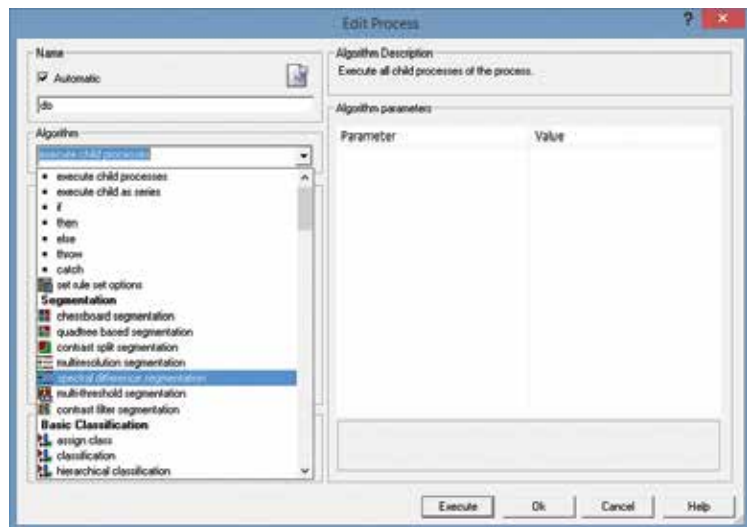 Edit Process
?
Name
Automatic
do
Algorithm
execute child processes
execute child processes
execute child as series
if
then
else
throw
catch
set rule set options
Segmentation
chessboard segmentation
quadtree based segmentation
contrast split segmentation
multiresolution segmentation
spectral difference segmentation
multi-threshold segmentation
contrast filter segmentation
Basic Classification
assign class
classification
hierarchical classification
Algorithm Description
Execute all child processes of the process.
Algorithm parameters
Parameter Value
Execute Ok Cancel Help